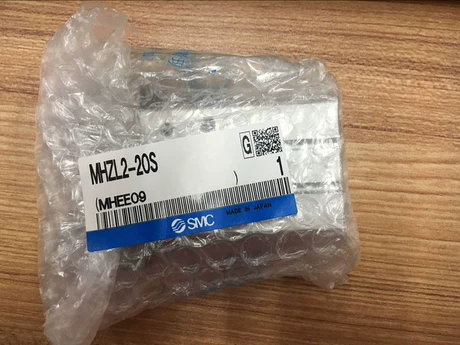 MHZL2-20S
G
(MHEE09 )
1
SMC
MADE IN JAPAN